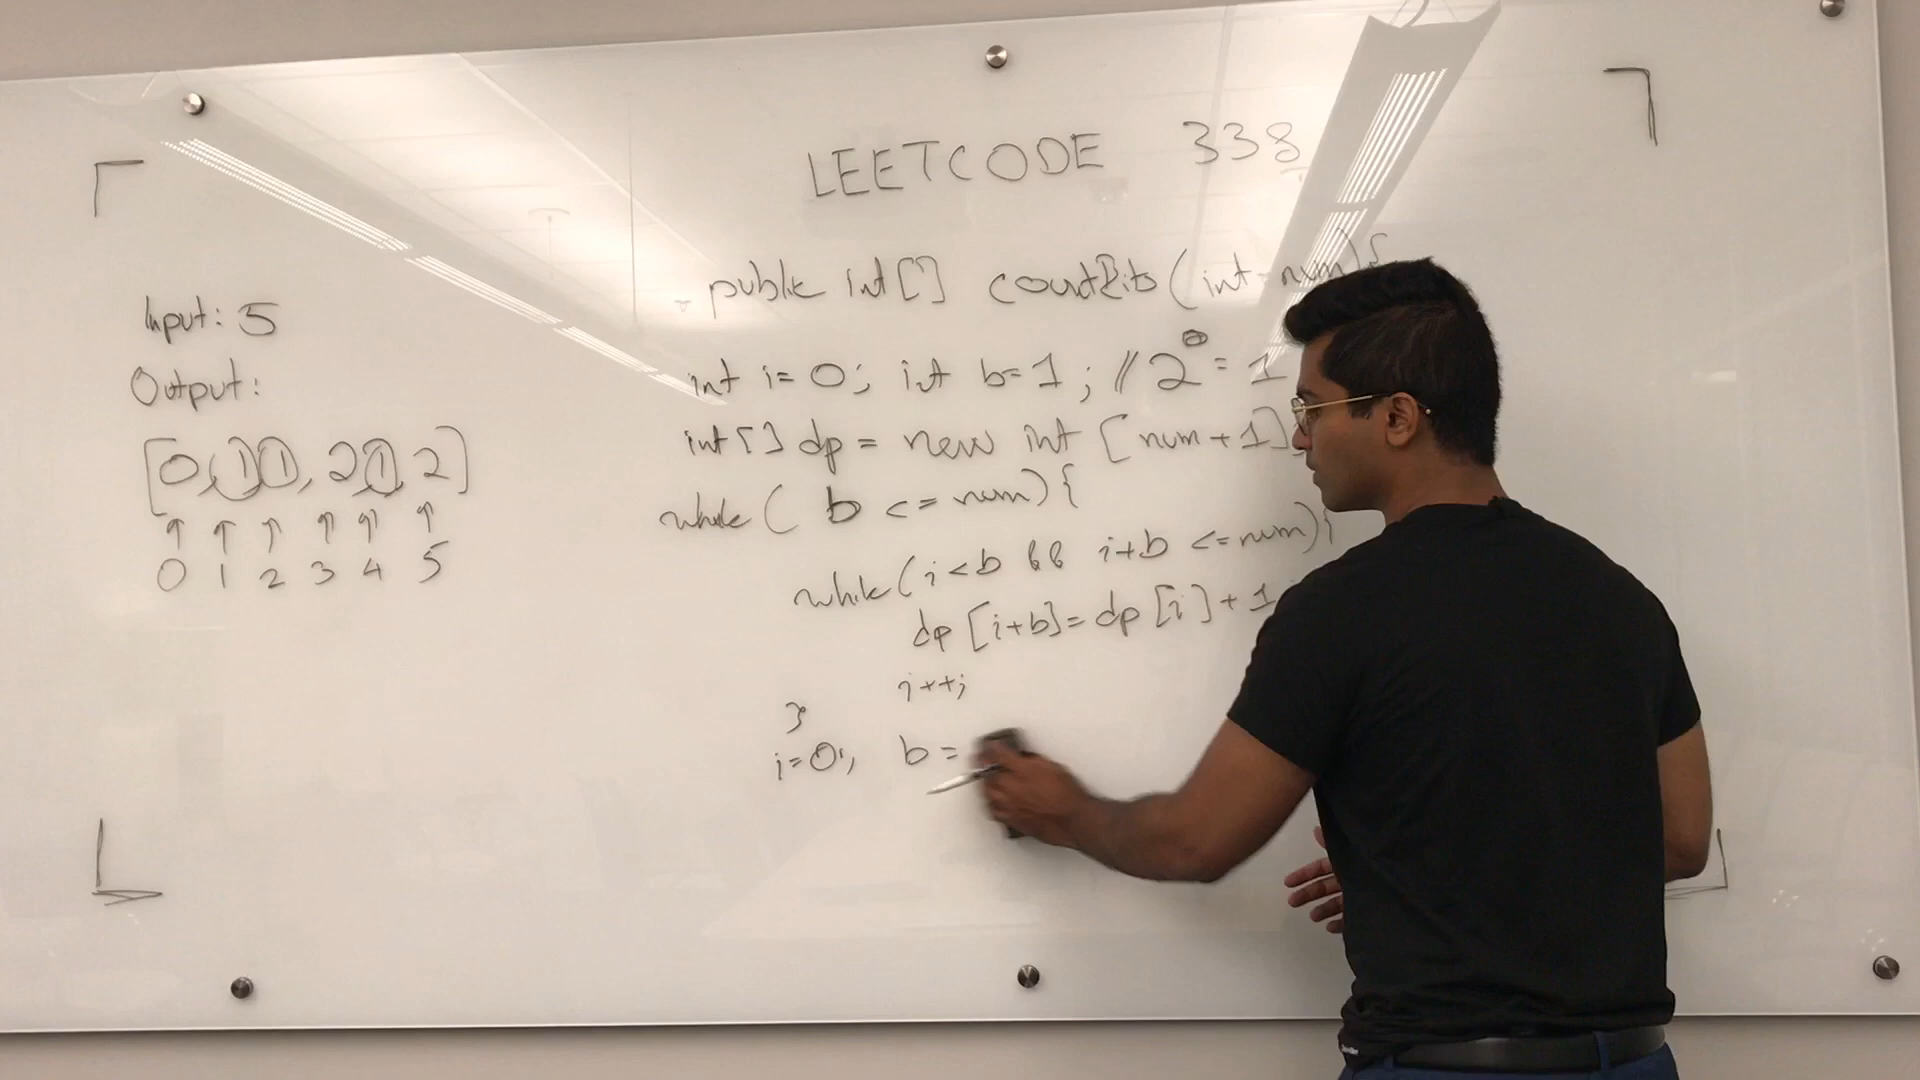 LEETCODE 338
Input: 5
Output:
[0, 1, 1, 2, 1, 2]
0 1 2 3 4 5
public int[] countBits(int num){
int i=0; int b=1; // 2⁰ = 1
int[] dp = new int [num+1]
while( b <= num){
while(i<b && i+b <=num){
dp[i+b]= dp[i]+1
i++;
}
i=0; b=